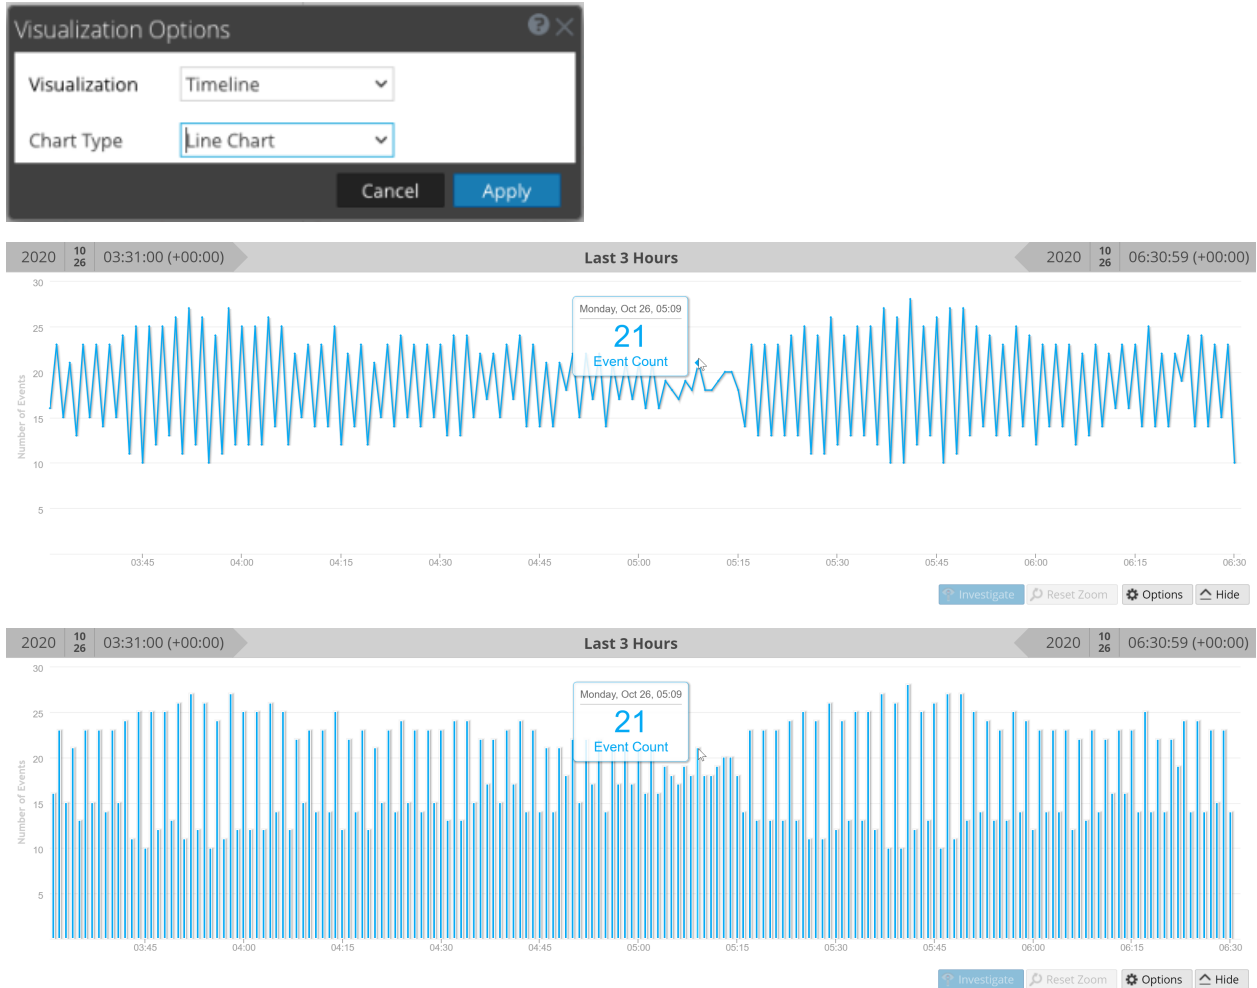 Visualization Options
Visualization Timeline
Chart Type Line Chart
Cancel Apply
2020 10 26 03:31:00 (+00:00) Last 3 Hours 2020 10 26 06:30:59 (+00:00)
30
25
20
15
10
5
Number of Events
Monday, Oct 26, 05:09
21
Event Count
03:45 04:00 04:15 04:30 04:45 05:00 05:15 05:30 05:45 06:00 06:15 06:30
Investigate Reset Zoom Options Hide
2020 10 26 03:31:00 (+00:00) Last 3 Hours 2020 10 26 06:30:59 (+00:00)
30
25
20
15
10
5
Number of Events
Monday, Oct 26, 05:09
21
Event Count
03:45 04:00 04:15 04:30 04:45 05:00 05:15 05:30 05:45 06:00 06:15 06:30
Investigate Reset Zoom Options Hide